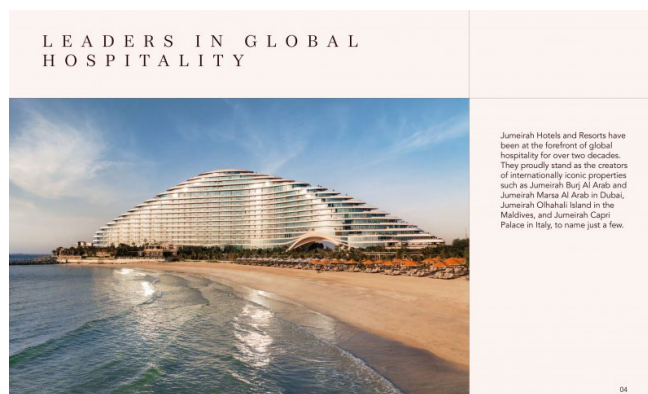 LEADERS IN GLOBAL
HOSPITALITY
Jumeirah Hotels and Resorts have
been at the forefront of global
hospitality for over two decades.
They proudly stand as the creators
of internationally iconic properties
such as Jumeirah Burj Al Arab and
Jumeirah Marsa Al Arab in Dubai,
Jumeirah Olhahali Island in the
Maldives, and Jumeirah Capri
Palace in Italy, to name just a few.
04